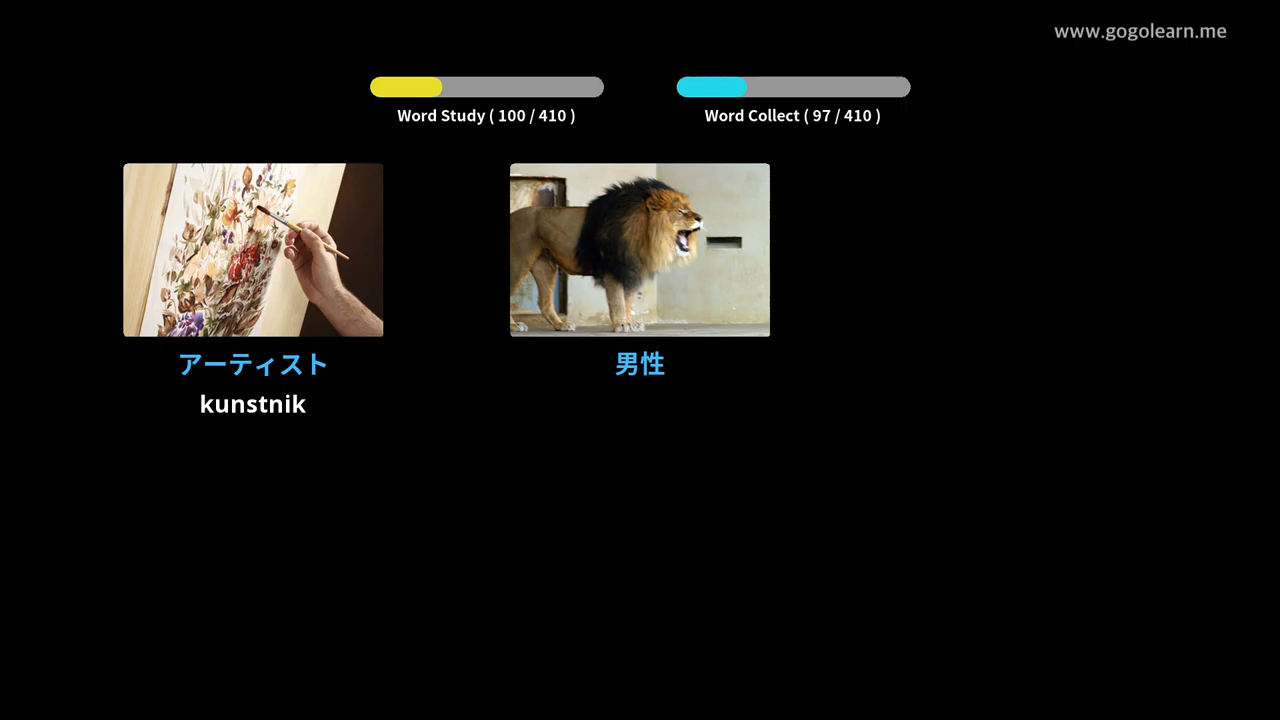 www.gogolearn.me
Word Study ( 100 / 410 )
Word Collect ( 97 / 410 )
アーティスト
kunstnik
男性